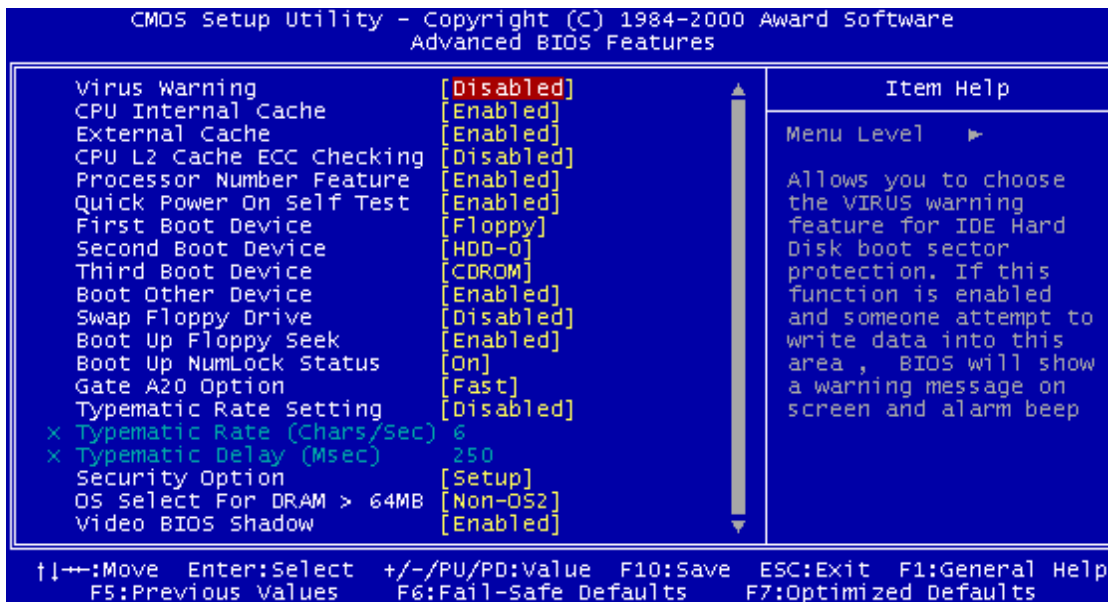 CMOS Setup Utility – Copyright (C) 1984–2000 Award Software
Advanced BIOS Features
Virus Warning [Disabled]
CPU Internal Cache [Enabled]
External Cache [Enabled]
CPU L2 Cache ECC Checking [Disabled]
Processor Number Feature [Enabled]
Quick Power On Self Test [Enabled]
First Boot Device [Floppy]
Second Boot Device [HDD-0]
Third Boot Device [CDROM]
Boot Other Device [Enabled]
Swap Floppy Drive [Disabled]
Boot Up Floppy Seek [Enabled]
Boot Up NumLock Status [On]
Gate A20 Option [Fast]
Typematic Rate Setting [Disabled]
x Typematic Rate (Chars/Sec) 6
x Typematic Delay (Msec) 250
Security Option [Setup]
OS Select For DRAM > 64MB [Non-OS2]
Video BIOS Shadow [Enabled]
Item Help
Menu Level ►
Allows you to choose
the VIRUS warning
feature for IDE Hard
Disk boot sector
protection. If this
function is enabled
and someone attempt to
write data into this
area , BIOS will show
a warning message on
screen and alarm beep
↑↓→←:Move Enter:Select +/-/PU/PD:Value F10:Save ESC:Exit F1:General Help
F5:Previous Values F6:Fail-Safe Defaults F7:Optimized Defaults